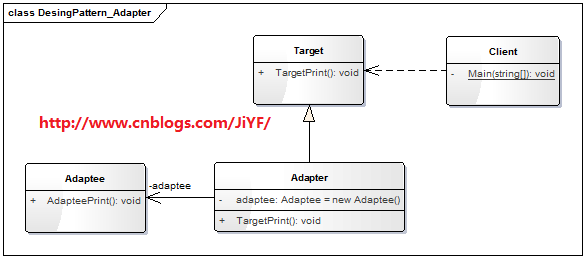 class DesingPattern_Adapter
Target
+ TargetPrint(): void
Client
- Main(string[]): void
http://www.cnblogs.com/JiYF/
Adaptee
+ AdapteePrint(): void
-adaptee
Adapter
- adaptee: Adaptee = new Adaptee()
+ TargetPrint(): void